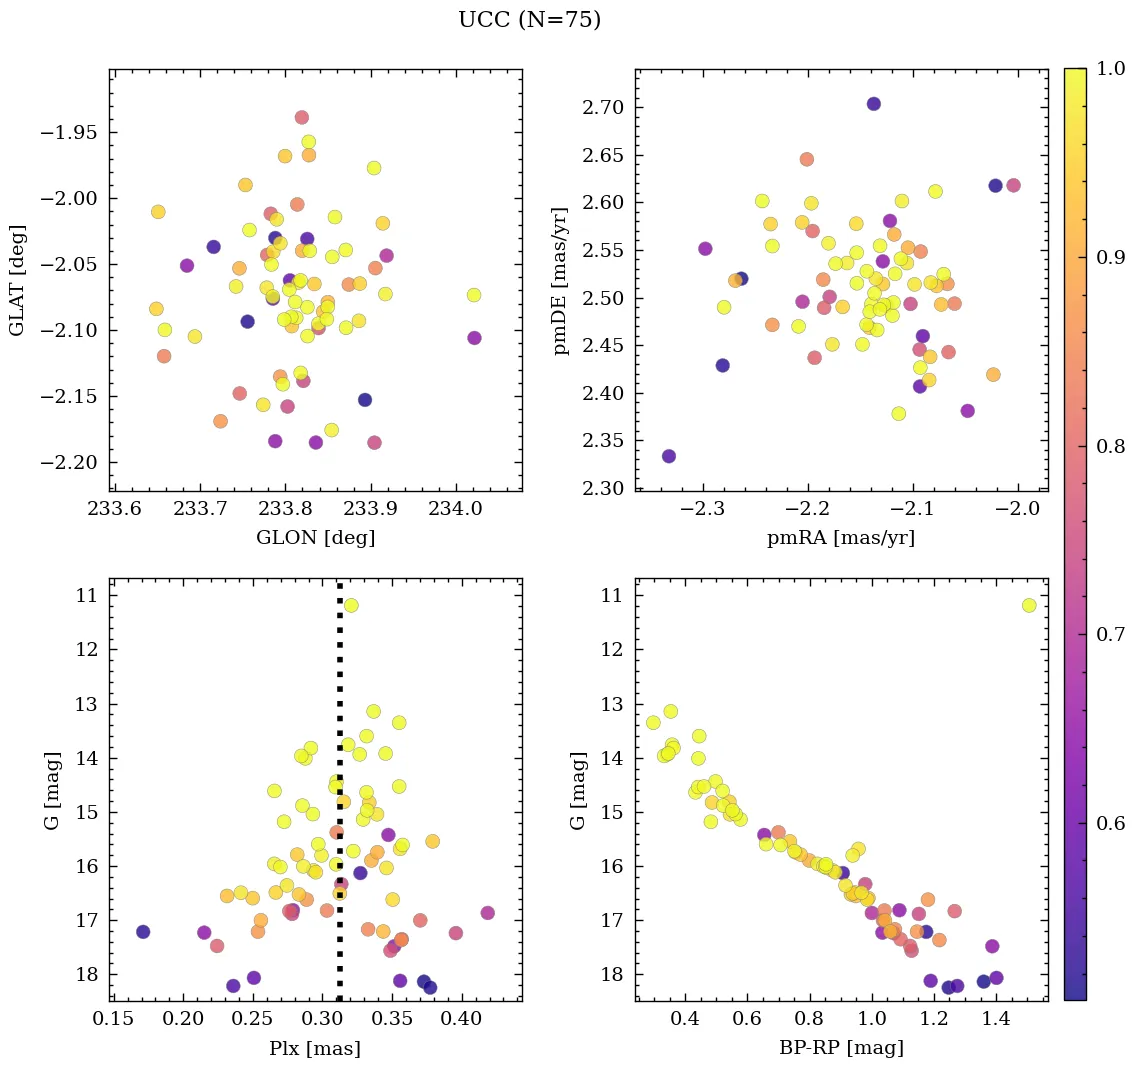 UCC (N=75)
−1.95
−2.00
−2.05
−2.10
−2.15
−2.20
GLAT [deg]
233.6 233.7 233.8 233.9 234.0
GLON [deg]
2.70
2.65
2.60
2.55
2.50
2.45
2.40
2.35
2.30
pmDE [mas/yr]
−2.3 −2.2 −2.1 −2.0
pmRA [mas/yr]
11
12
13
14
15
16
17
18
G [mag]
0.15 0.20 0.25 0.30 0.35 0.40
Plx [mas]
11
12
13
14
15
16
17
18
G [mag]
0.4 0.6 0.8 1.0 1.2 1.4
BP-RP [mag]
1.0
0.9
0.8
0.7
0.6